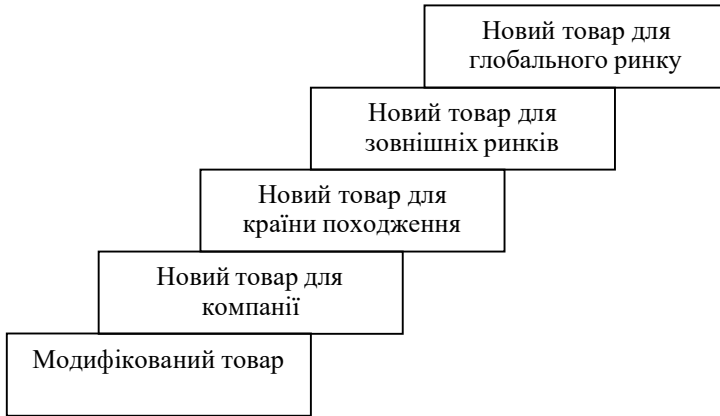 Новий товар для
глобального ринку
Новий товар для
зовнішніх ринків
Новий товар для
країни походження
Новий товар для
компанії
Модифікований товар